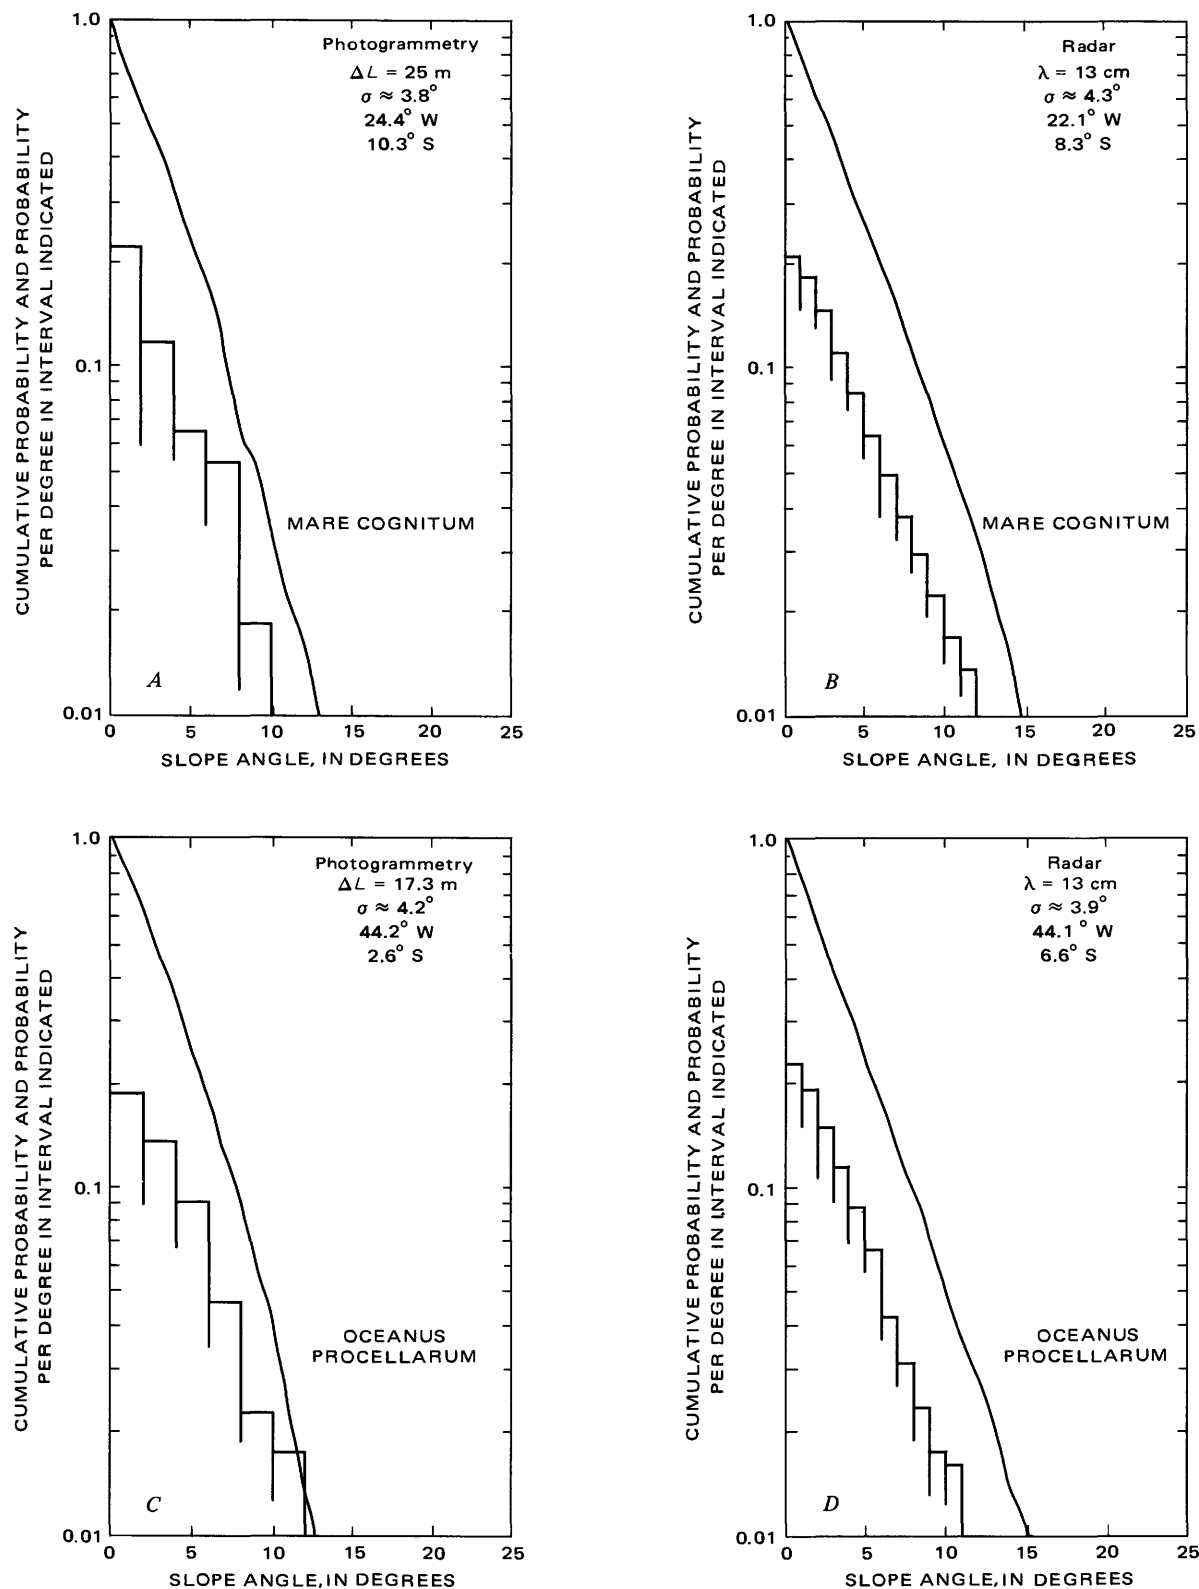 CUMULATIVE PROBABILITY AND PROBABILITY
PER DEGREE IN INTERVAL INDICATED
1.0
0.1
0.01
Photogrammetry
ΔL = 25 m
σ ≈ 3.8°
24.4° W
10.3° S
MARE COGNITUM
A
0 5 10 15 20 25
SLOPE ANGLE, IN DEGREES
CUMULATIVE PROBABILITY AND PROBABILITY
PER DEGREE IN INTERVAL INDICATED
1.0
0.1
0.01
Radar
λ = 13 cm
σ ≈ 4.3°
22.1° W
8.3° S
MARE COGNITUM
B
0 5 10 15 20 25
SLOPE ANGLE, IN DEGREES
CUMULATIVE PROBABILITY AND PROBABILITY
PER DEGREE IN INTERVAL INDICATED
1.0
0.1
0.01
Photogrammetry
ΔL = 17.3 m
σ ≈ 4.2°
44.2° W
2.6° S
OCEANUS
PROCELLARUM
C
0 5 10 15 20 25
SLOPE ANGLE, IN DEGREES
CUMULATIVE PROBABILITY AND PROBABILITY
PER DEGREE IN INTERVAL INDICATED
1.0
0.1
0.01
Radar
λ = 13 cm
σ ≈ 3.9°
44.1° W
6.6° S
OCEANUS
PROCELLARUM
D
0 5 10 15 20 25
SLOPE ANGLE, IN DEGREES